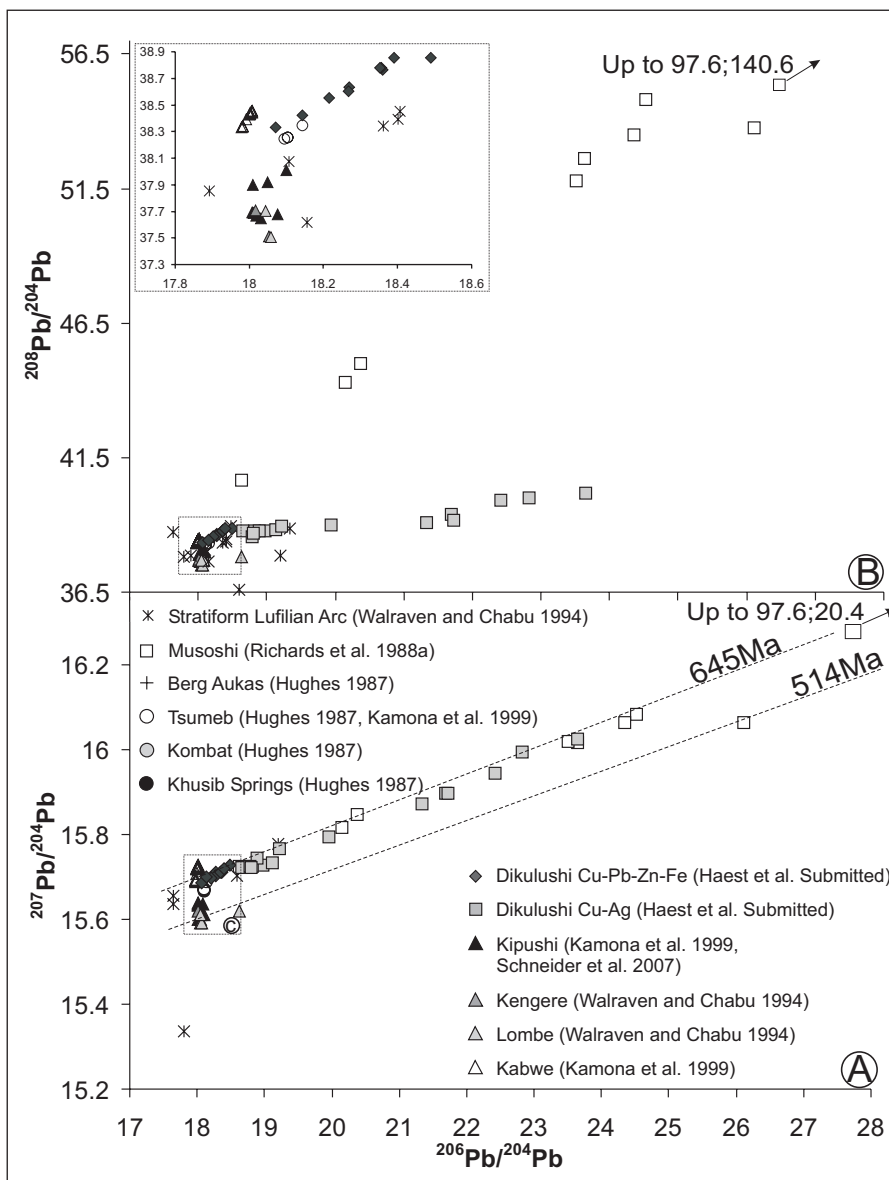 56.5
51.5
46.5
41.5
36.5
208Pb/204Pb
38.9
38.7
38.5
38.3
38.1
37.9
37.7
37.5
37.3
17.8
18
18.2
18.4
18.6
Up to 97.6;140.6
B
Stratiform Lufilian Arc (Walraven and Chabu 1994)
Musoshi (Richards et al. 1988a)
Berg Aukas (Hughes 1987)
Tsumeb (Hughes 1987, Kamona et al. 1999)
Kombat (Hughes 1987)
Khusib Springs (Hughes 1987)
Up to 97.6;20.4
645Ma
514Ma
16.2
16
15.8
15.6
15.4
15.2
207Pb/204Pb
C
Dikulushi Cu-Pb-Zn-Fe (Haest et al. Submitted)
Dikulushi Cu-Ag (Haest et al. Submitted)
Kipushi (Kamona et al. 1999,
Schneider et al. 2007)
Kengere (Walraven and Chabu 1994)
Lombe (Walraven and Chabu 1994)
Kabwe (Kamona et al. 1999)
A
17
18
19
20
21
22
23
24
25
26
27
28
206Pb/204Pb